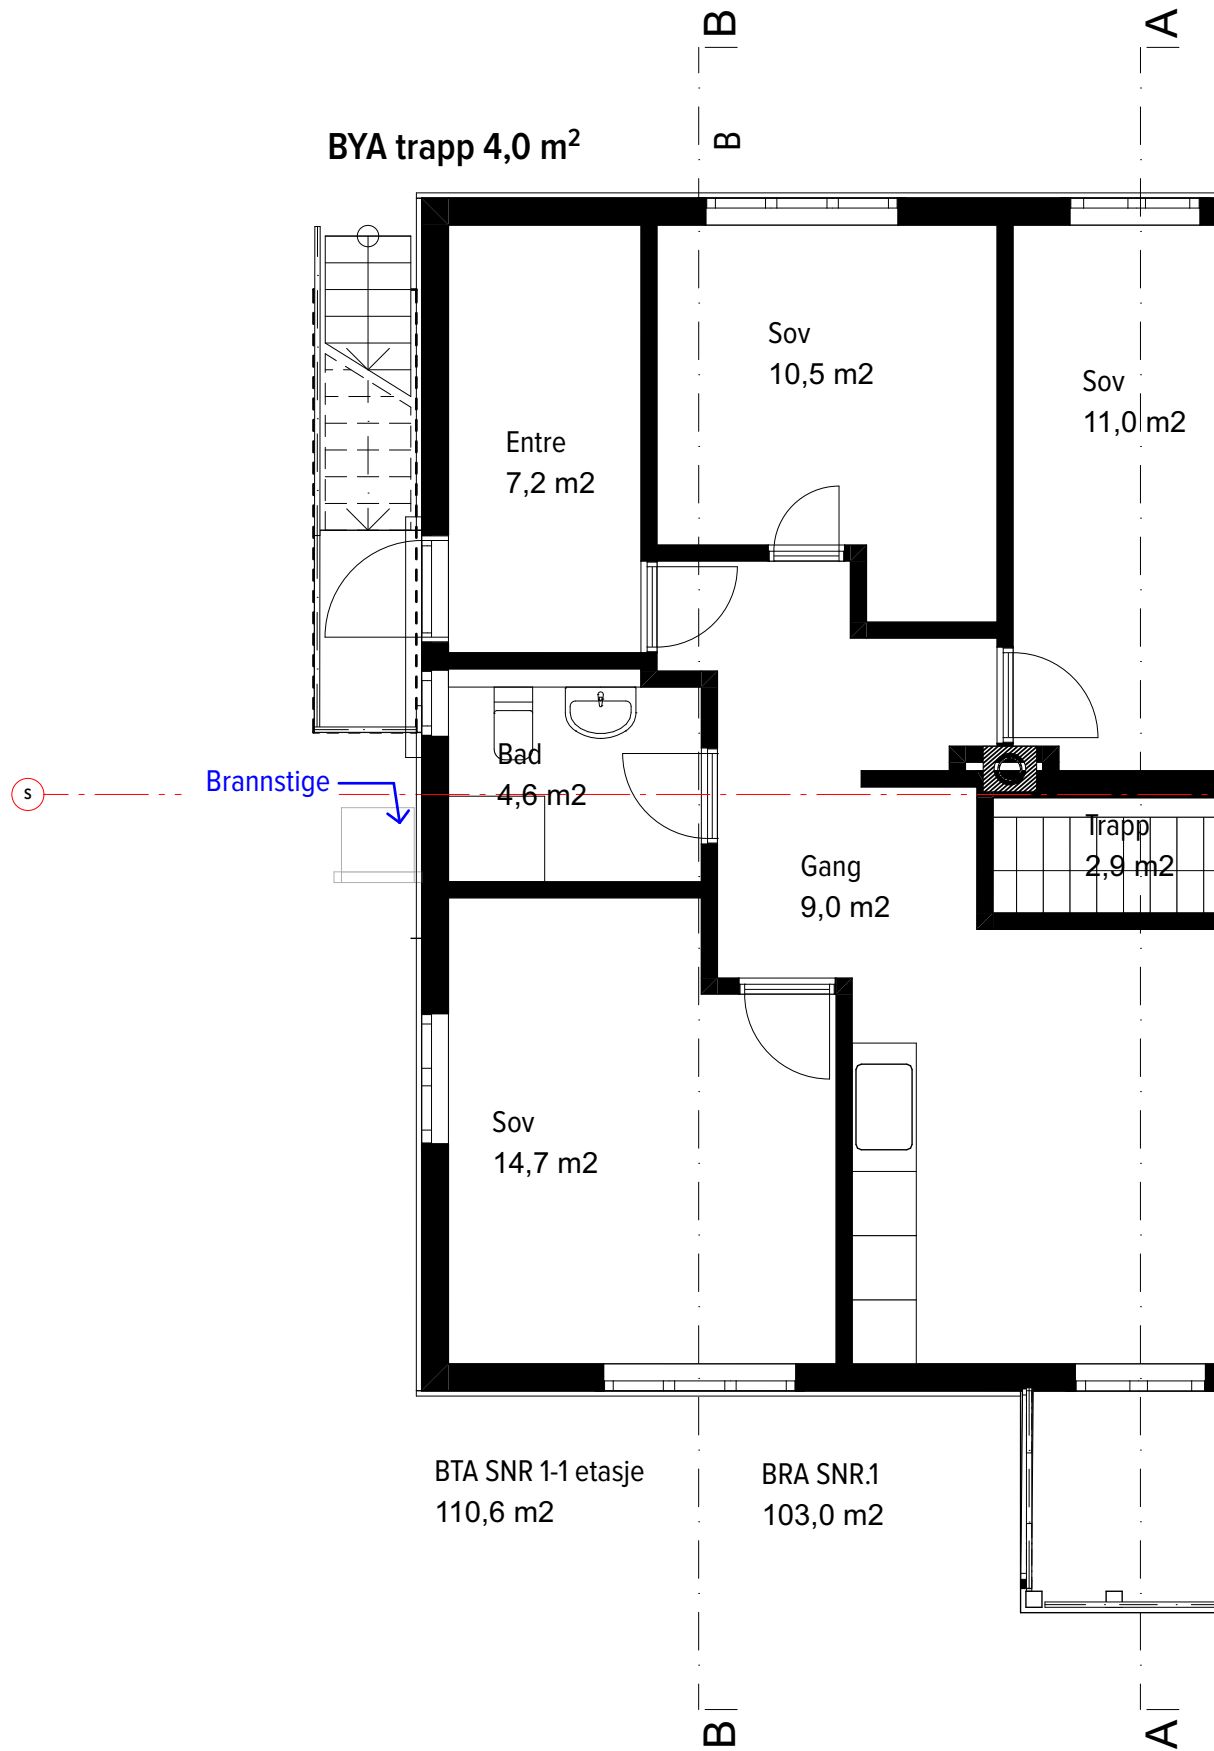 B
A
BYA trapp 4,0 m²
B
Sov
10,5 m2
Sov
11,0 m2
Entre
7,2 m2
Bad
4,6 m2
Brannstige
s
Trapp
2,9 m2
Gang
9,0 m2
Sov
14,7 m2
BTA SNR 1-1 etasje
110,6 m2
BRA SNR.1
103,0 m2
B
A